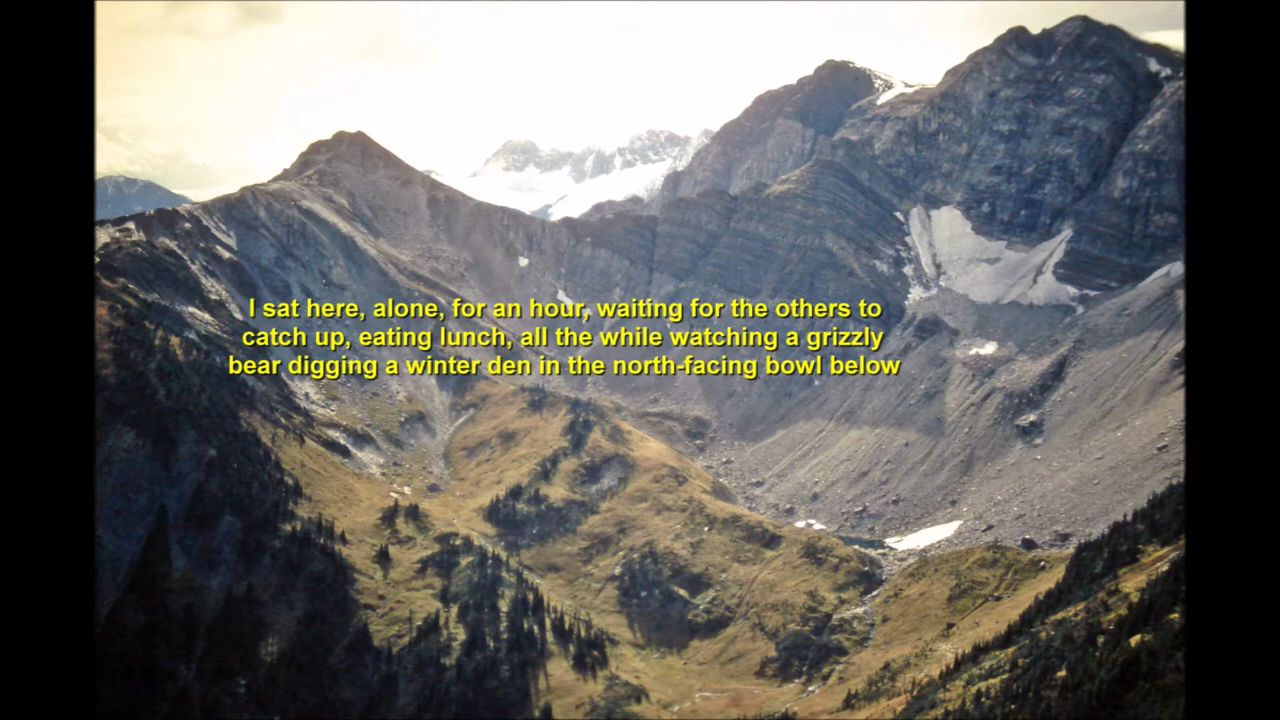 I sat here, alone, for an hour, waiting for the others to
catch up, eating lunch, all the while watching a grizzly
bear digging a winter den in the north-facing bowl below